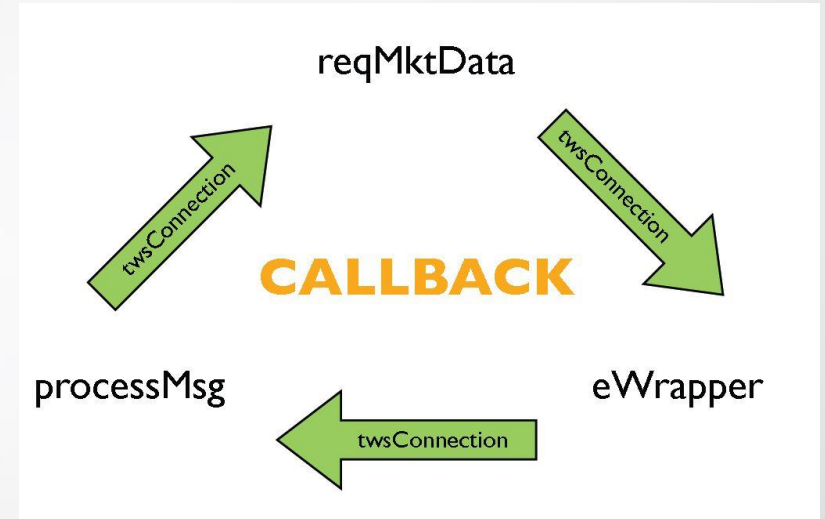 reqMktData
twsConnection
twsConnection
CALLBACK
processMsg
eWrapper
twsConnection